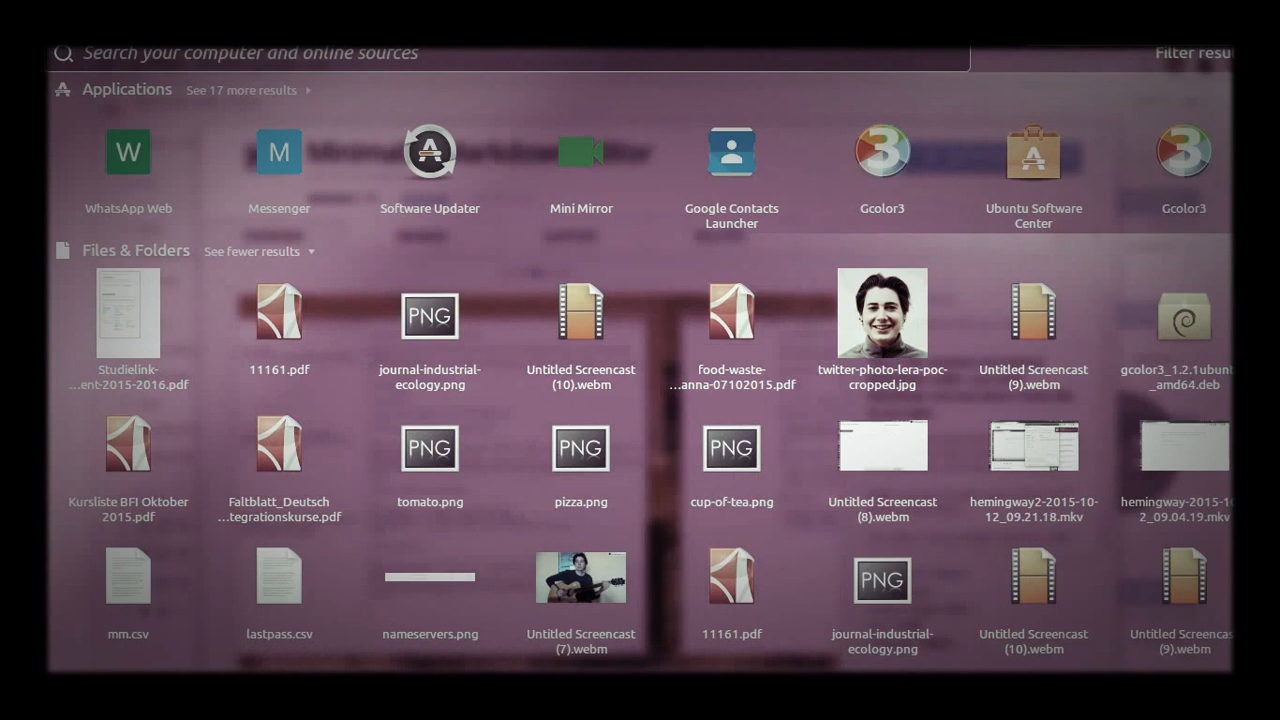 Search your computer and online sources
Filter resu
Applications See 17 more results
W
M
WhatsApp Web
Messenger
Software Updater
Mini Mirror
Google Contacts
Launcher
Gcolor3
Ubuntu Software
Center
Gcolor3
Files & Folders See fewer results
PNG
Studielink-
...ent-2015-2016.pdf
11161.pdf
journal-industrial-
ecology.png
Untitled Screencast
(10).webm
food-waste-
...anna-07102015.pdf
twitter-photo-lera-poc-
cropped.jpg
Untitled Screencast
(9).webm
gcolor3_1.2.1ubunt
_amd64.deb
PNG
PNG
PNG
Kursliste BFI Oktober
2015.pdf
Faltblatt_Deutsch
...tegrationskurse.pdf
tomato.png
pizza.png
cup-of-tea.png
Untitled Screencast
(8).webm
hemingway2-2015-10-
12_09.21.18.mkv
hemingway-2015-10
2_09.04.19.mkv
PNG
mm.csv
lastpass.csv
nameservers.png
Untitled Screencast
(7).webm
11161.pdf
journal-industrial-
ecology.png
Untitled Screencast
(10).webm
Untitled Screencas
(9).webm